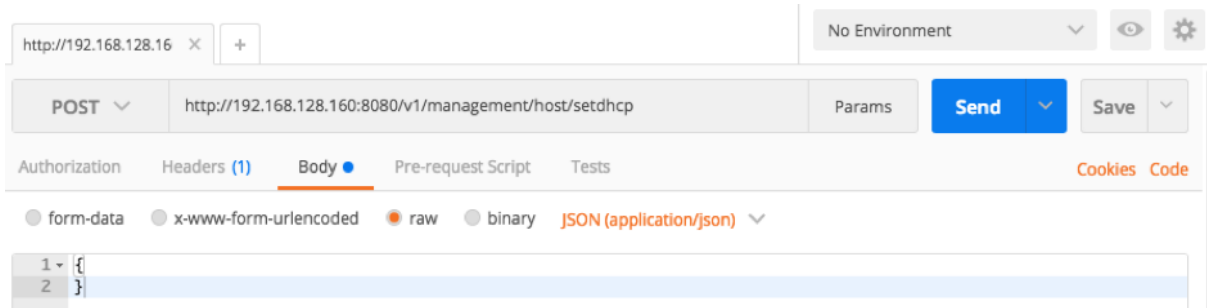 No Environment
http://192.168.128.16
POST http://192.168.128.160:8080/v1/management/host/setdhcp Params Send Save
Authorization Headers (1) Body Pre-request Script Tests Cookies Code
form-data x-www-form-urlencoded raw binary JSON (application/json)
1 {
2 }